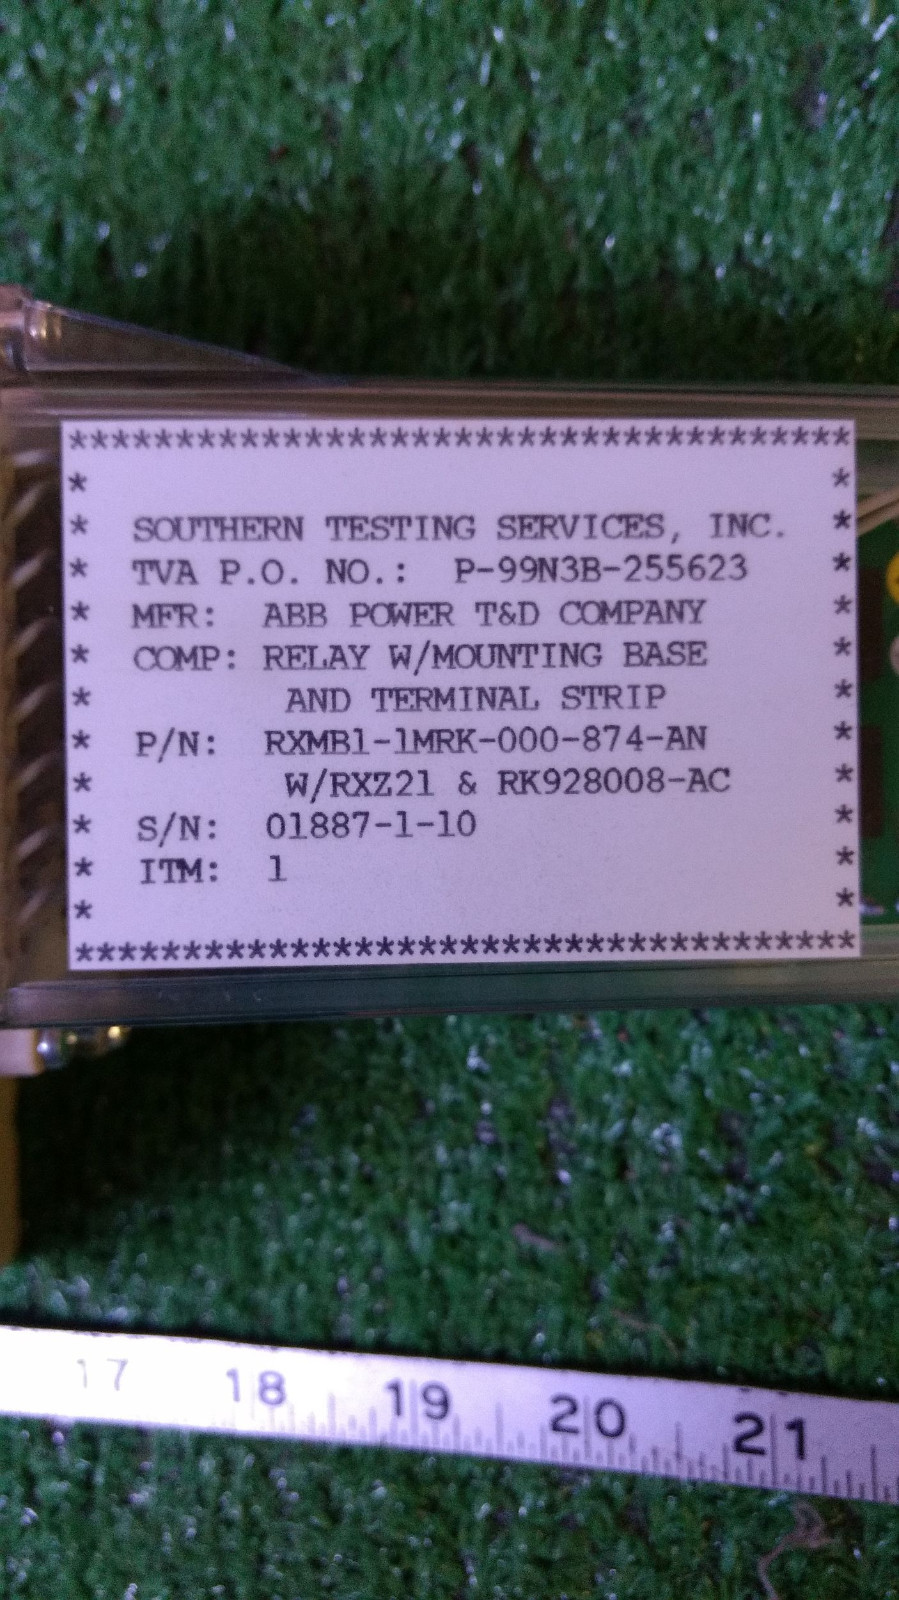 ***********************************
* *
* SOUTHERN TESTING SERVICES, INC. *
* TVA P.O. NO.: P-99N3B-255623 *
* MFR: ABB POWER T&D COMPANY *
* COMP: RELAY W/MOUNTING BASE *
* AND TERMINAL STRIP *
* P/N: RXMB1-1MRK-000-874-AN *
* W/RXZ21 & RK928008-AC *
* S/N: 01887-1-10 *
* ITM: 1 *
* *
***********************************
17 18 19 20 21